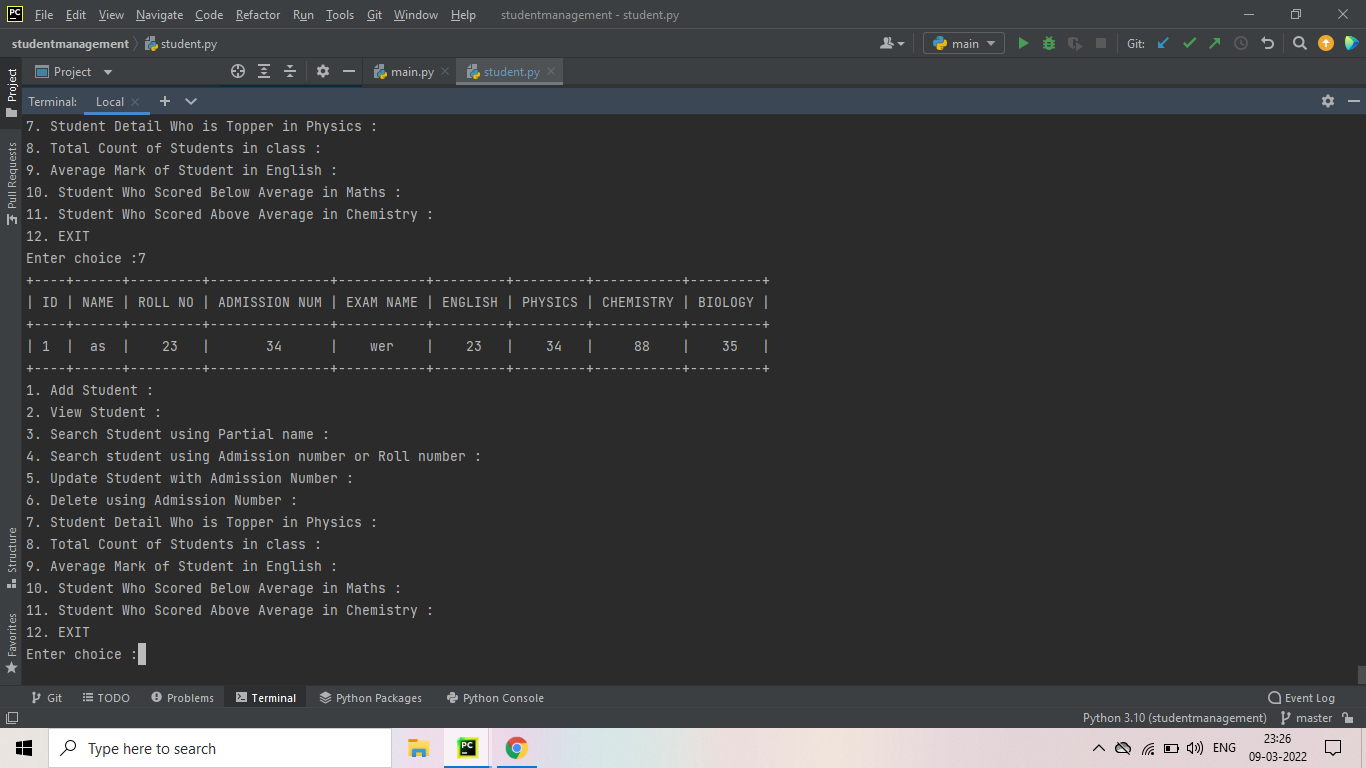 PC File Edit View Navigate Code Refactor Run Tools Git Window Help studentmanagement - student.py
studentmanagement student.py main Git:
Project main.py student.py
Terminal: Local
7. Student Detail Who is Topper in Physics :
8. Total Count of Students in class :
9. Average Mark of Student in English :
10. Student Who Scored Below Average in Maths :
11. Student Who Scored Above Average in Chemistry :
12. EXIT
Enter choice :7
+----+------+---------+---------------+-----------+---------+---------+-----------+---------+
| ID | NAME | ROLL NO | ADMISSION NUM | EXAM NAME | ENGLISH | PHYSICS | CHEMISTRY | BIOLOGY |
+----+------+---------+---------------+-----------+---------+---------+-----------+---------+
| 1  |  as  |    23   |       34      |    wer    |    23   |    34   |     88    |    35   |
+----+------+---------+---------------+-----------+---------+---------+-----------+---------+
1. Add Student :
2. View Student :
3. Search Student using Partial name :
4. Search student using Admission number or Roll number :
5. Update Student with Admission Number :
6. Delete using Admission Number :
7. Student Detail Who is Topper in Physics :
8. Total Count of Students in class :
9. Average Mark of Student in English :
10. Student Who Scored Below Average in Maths :
11. Student Who Scored Above Average in Chemistry :
12. EXIT
Enter choice :
Project
Pull Requests
Structure
Favorites
Git TODO Problems Terminal Python Packages Python Console Event Log
Python 3.10 (studentmanagement) master
Type here to search PC ENG 23:26
09-03-2022